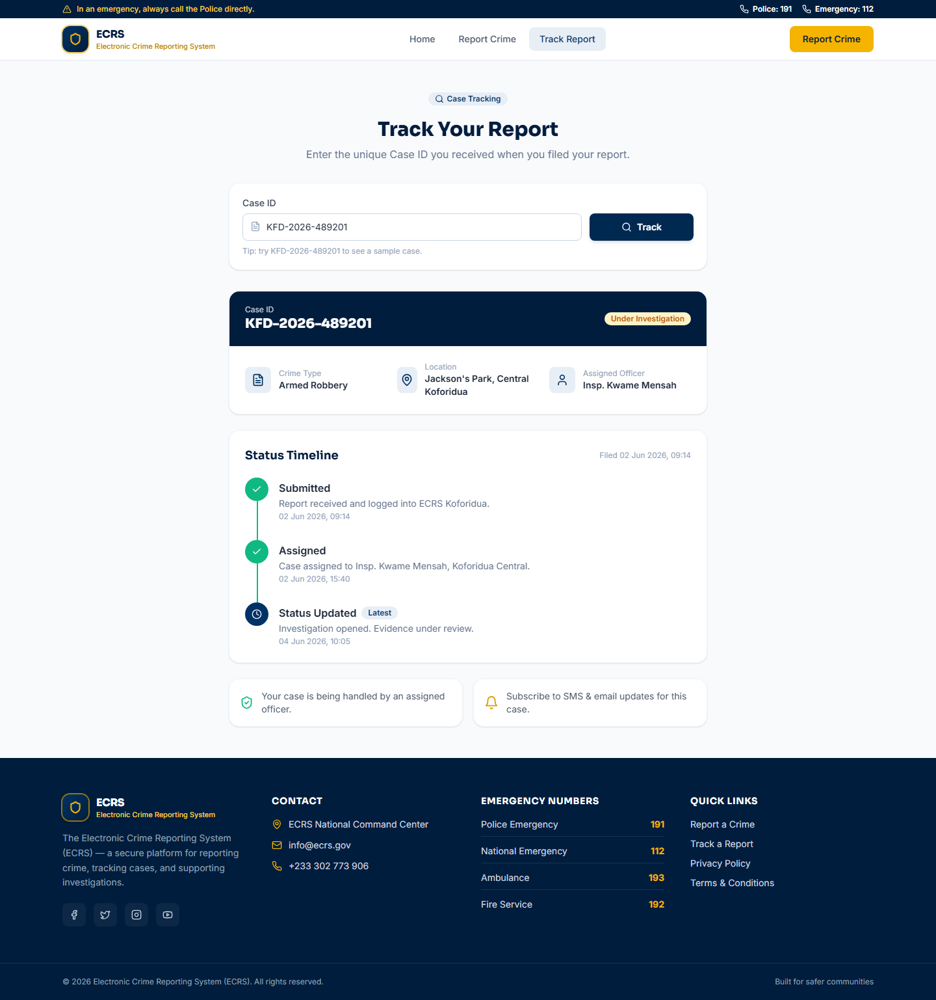 In an emergency, always call the Police directly.
Police: 191
Emergency: 112
ECRS
Electronic Crime Reporting System
Home
Report Crime
Track Report
Report Crime
Case Tracking
Track Your Report
Enter the unique Case ID you received when you filed your report.
Case ID
KFD-2026-489201
Track
Tip: try KFD-2026-489201 to see a sample case.
Case ID
KFD-2026-489201
Under Investigation
Crime Type
Armed Robbery
Location
Jackson's Park, Central
Koforidua
Assigned Officer
Insp. Kwame Mensah
Status Timeline
Filed 02 Jun 2026, 09:14
Submitted
Report received and logged into ECRS Koforidua.
02 Jun 2026, 09:14
Assigned
Case assigned to Insp. Kwame Mensah, Koforidua Central.
02 Jun 2026, 15:40
Status Updated
Latest
Investigation opened. Evidence under review.
04 Jun 2026, 10:05
Your case is being handled by an assigned
officer.
Subscribe to SMS & email updates for this
case.
ECRS
Electronic Crime Reporting System
The Electronic Crime Reporting System
(ECRS) — a secure platform for reporting
crime, tracking cases, and supporting
investigations.
CONTACT
ECRS National Command Center
info@ecrs.gov
+233 302 773 906
EMERGENCY NUMBERS
Police Emergency 191
National Emergency 112
Ambulance 193
Fire Service 192
QUICK LINKS
Report a Crime
Track a Report
Privacy Policy
Terms & Conditions
© 2026 Electronic Crime Reporting System (ECRS). All rights reserved.
Built for safer communities